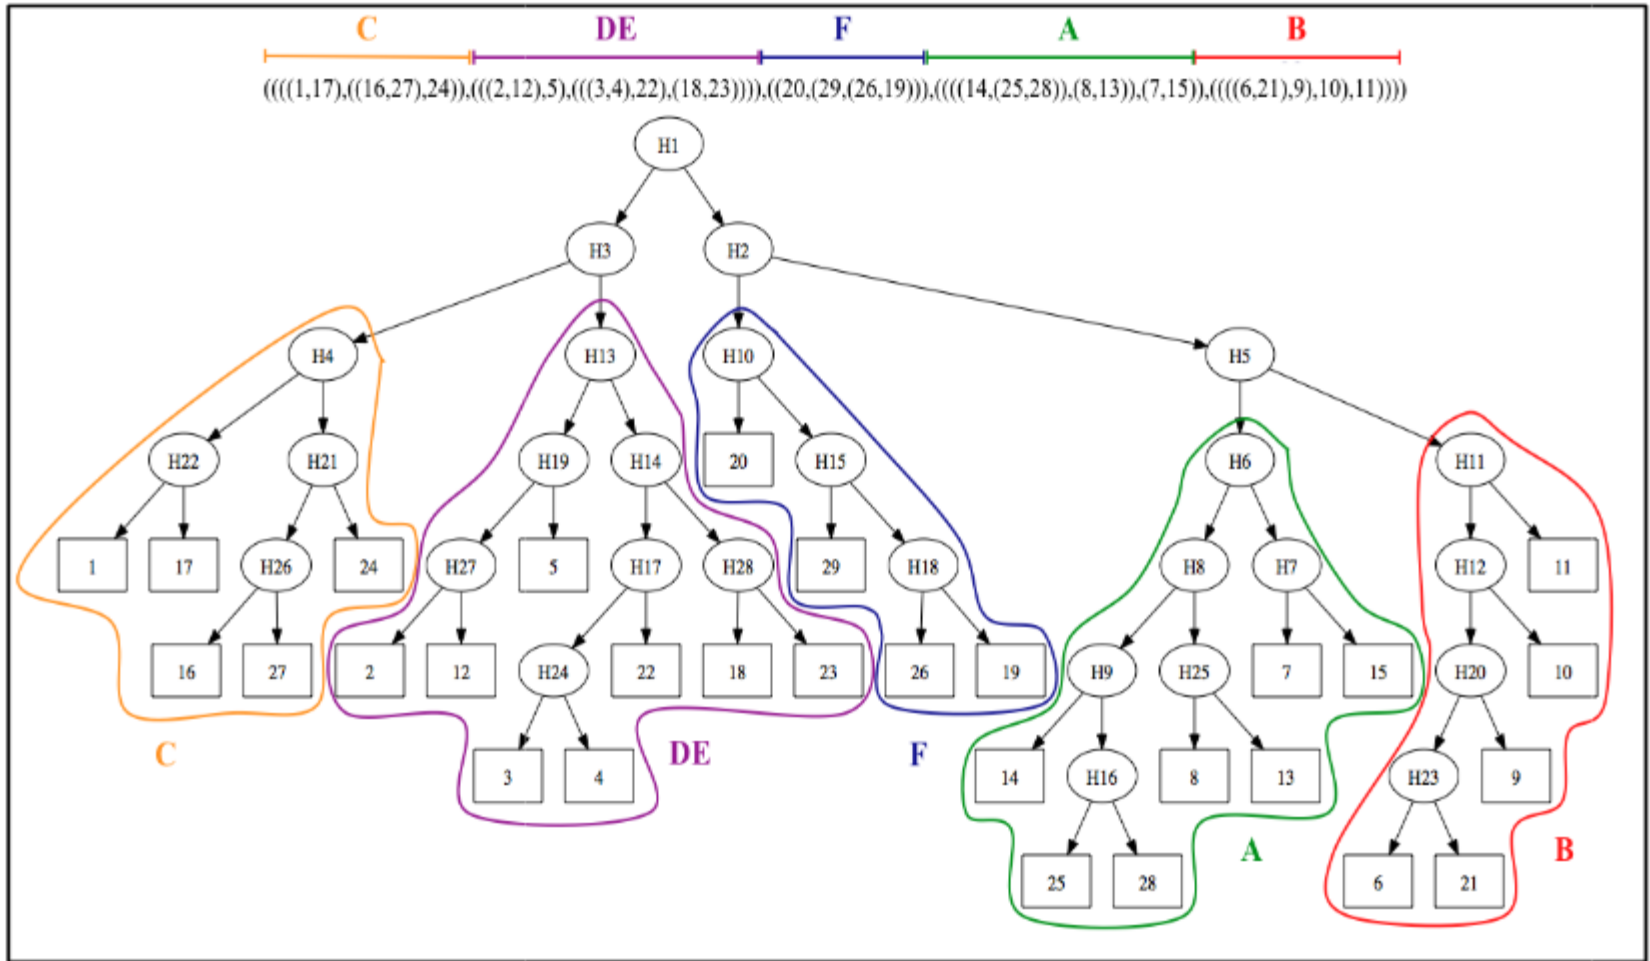 C DE F A B
((((1,17),((16,27),24)),(((2,12),5),(((3,4),22),(18,23)))),((20,(29,(26,19))),((((14,(25,28)),(8,13)),(7,15)),((((6,21),9),10),11))))
H1
H3 H2
H4 H13 H10 H5
H22 H21 H19 H14 20 H15 H6 H11
1 17 H26 24 H27 5 H17 H28 29 H18 H8 H7 H12 11
16 27 2 12 H24 22 18 23 26 19 H9 H25 7 15 H20 10
C DE F
3 4 14 H16 8 13 H23 9
A B
25 28 6 21